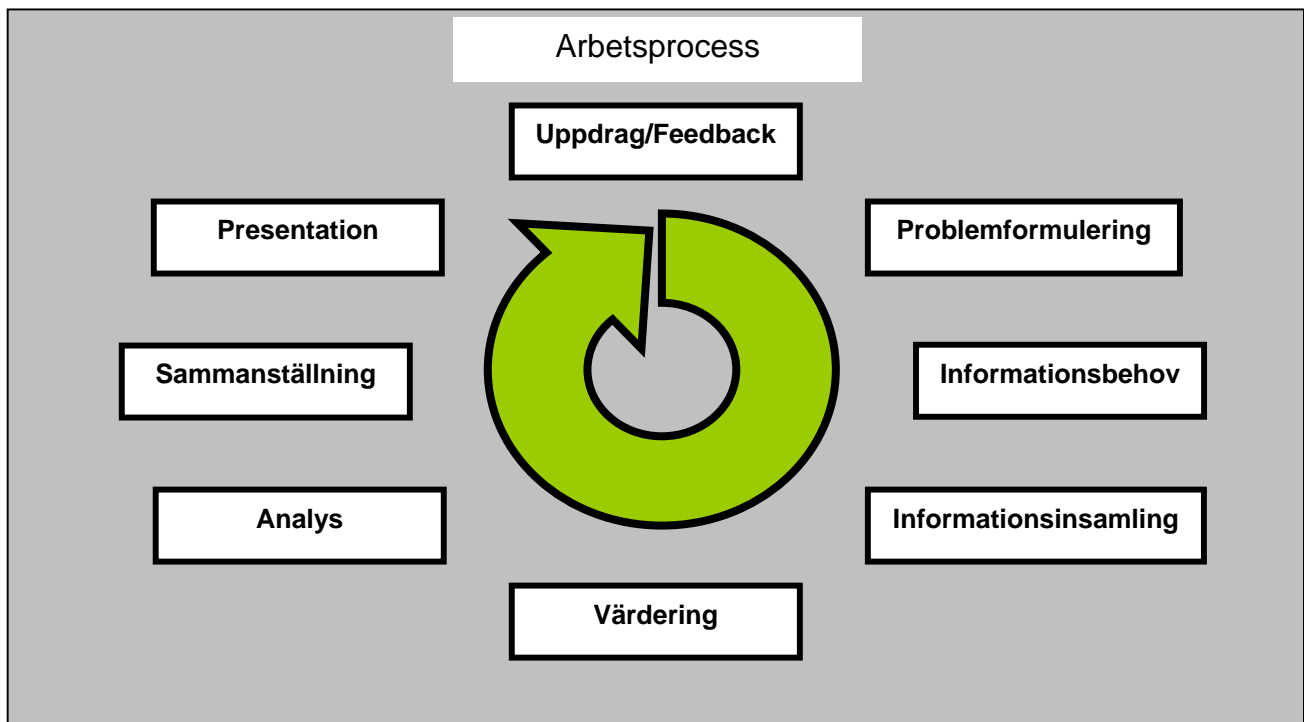 Arbetsprocess
Uppdrag/Feedback
Presentation
Problemformulering
Sammanställning
Informationsbehov
Analys
Informationsinsamling
Värdering